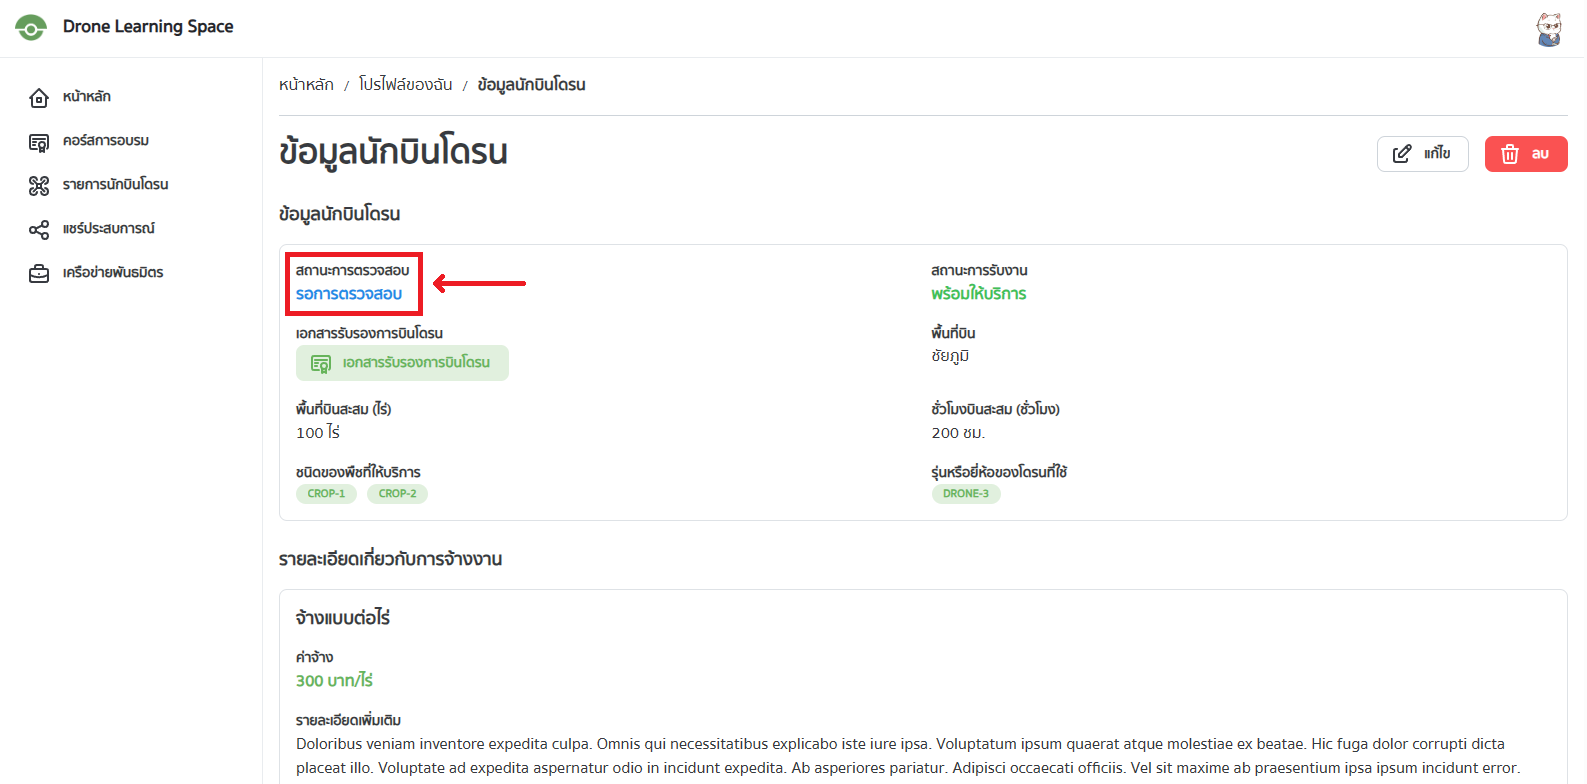 Drone Learning Space
หน้าหลัก
คอร์สการอบรม
รายการนักบินโดรน
แชร์ประสบการณ์
เครือข่ายพันธมิตร
หน้าหลัก / โปรไฟล์ของฉัน / ข้อมูลนักบินโดรน
ข้อมูลนักบินโดรน
แก้ไข
ลบ
ข้อมูลนักบินโดรน
สถานะการตรวจสอบ
รอการตรวจสอบ
สถานะการรับงาน
พร้อมให้บริการ
เอกสารรับรองการบินโดรน
เอกสารรับรองการบินโดรน
พื้นที่บิน
ชัยภูมิ
พื้นที่บินสะสม (ไร่)
100 ไร่
ชั่วโมงบินสะสม (ชั่วโมง)
200 ชม.
ชนิดของพืชที่ให้บริการ
CROP-1 CROP-2
รุ่นหรือยี่ห้อของโดรนที่ใช้
DRONE-3
รายละเอียดเกี่ยวกับการจ้างงาน
จ้างแบบต่อไร่
ค่าจ้าง
300 บาท/ไร่
รายละเอียดเพิ่มเติม
Doloribus veniam inventore expedita culpa. Omnis qui necessitatibus explicabo iste iure ipsa. Voluptatum ipsum quaerat atque molestiae ex beatae. Hic fuga dolor corrupti dicta
placeat illo. Voluptate ad expedita aspernatur odio in incidunt expedita. Ab asperiores pariatur. Adipisci occaecati officiis. Vel sit maxime ab praesentium ipsa ipsum incidunt error.